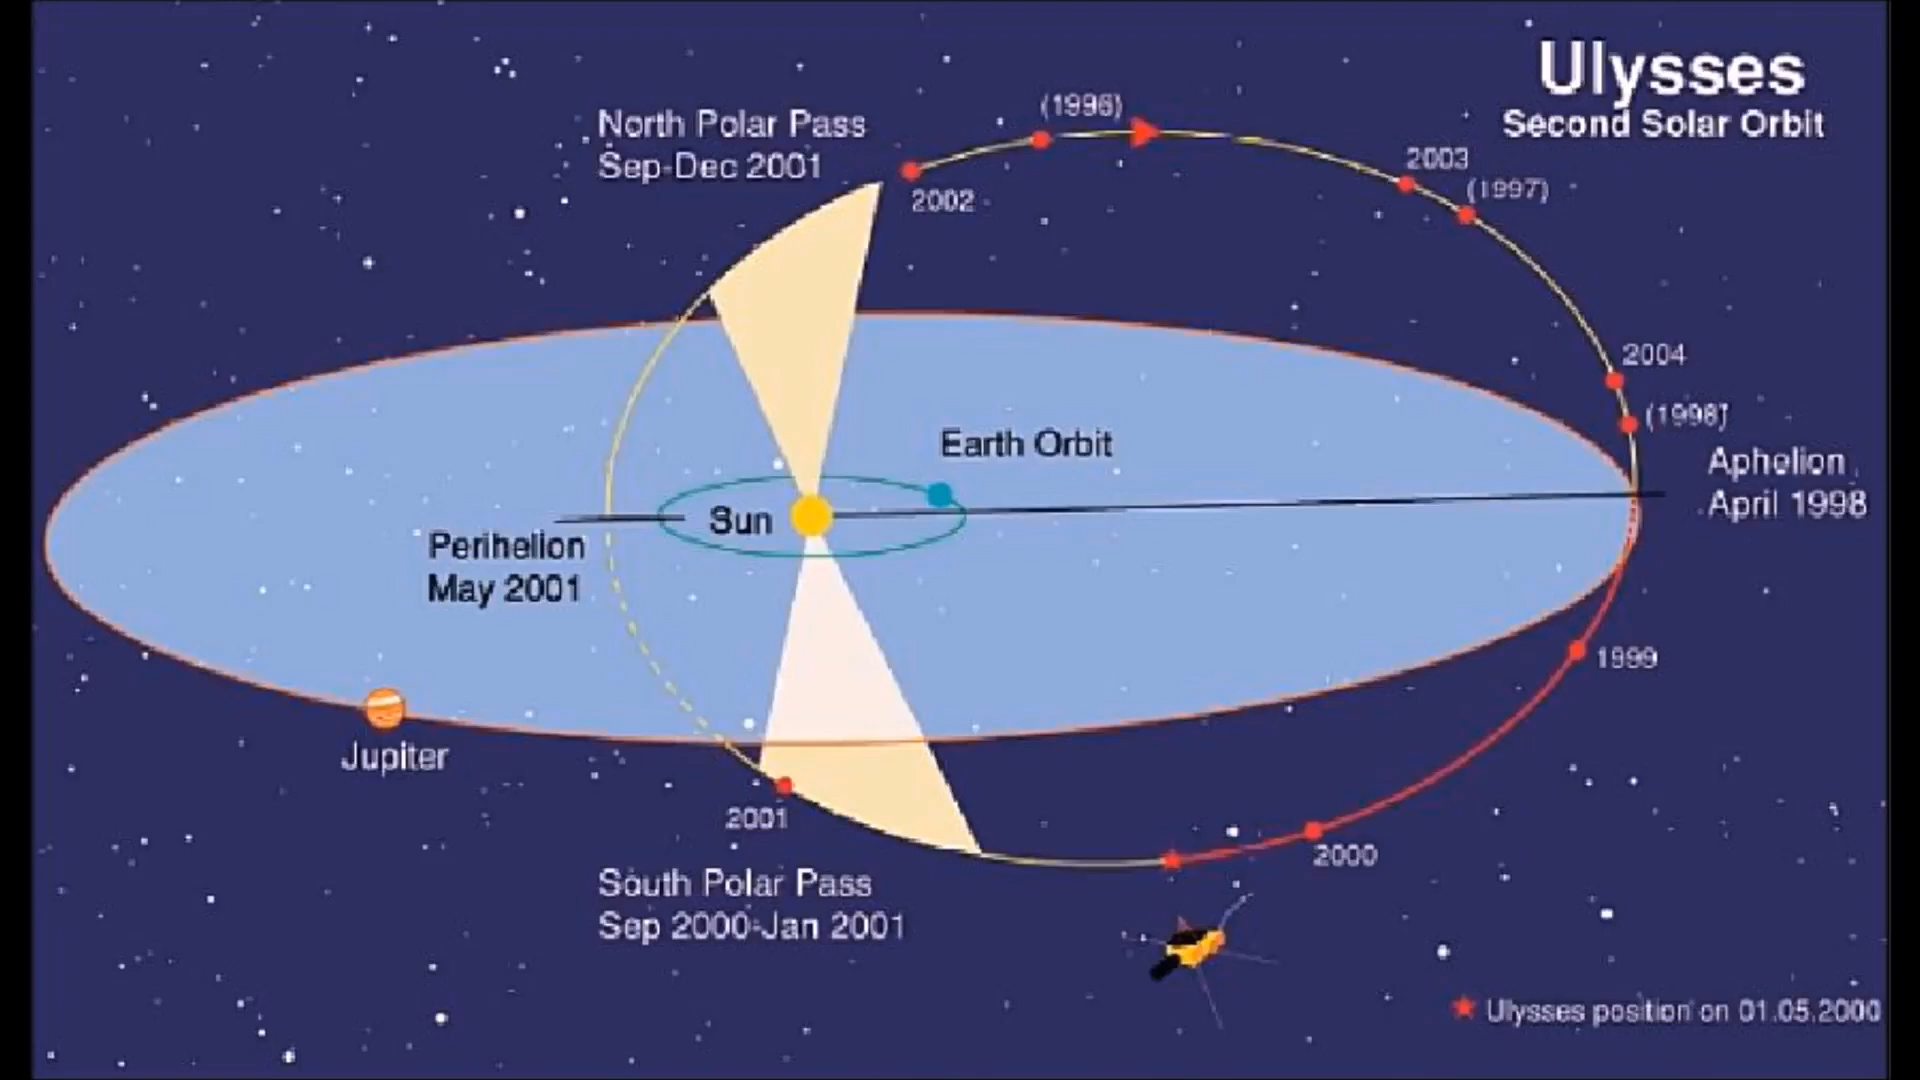 Ulysses
Second Solar Orbit
North Polar Pass
Sep-Dec 2001
(1996)
2002
2003
(1997)
2004
(1998)
Aphelion
April 1998
Earth Orbit
Sun
Perihelion
May 2001
1999
Jupiter
2001
2000
South Polar Pass
Sep 2000-Jan 2001
Ulysses position on 01.05.2000